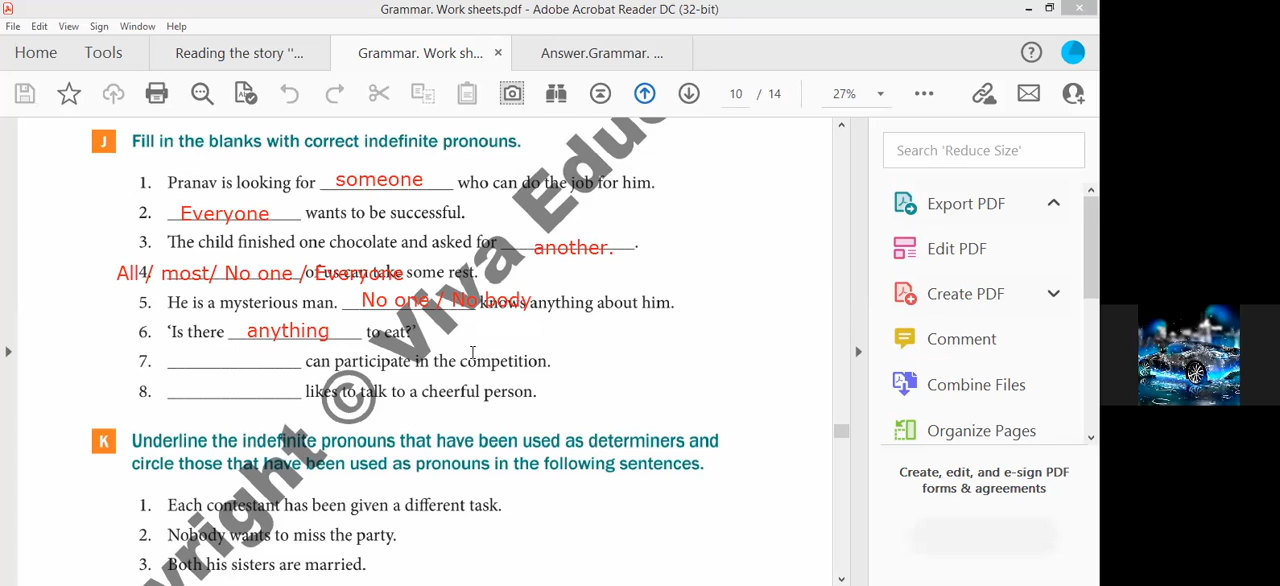 Grammar. Work sheets.pdf - Adobe Acrobat Reader DC (32-bit)
File Edit View Sign Window Help
Home Tools Reading the story "... Grammar. Work sh... × Answer.Grammar. ...
10 / 14 27%
J Fill in the blanks with correct indefinite pronouns.
1. Pranav is looking for someone who can do the job for him.
2. Everyone wants to be successful.
3. The child finished one chocolate and asked for another. .
4. All / most/ No one / Everyone of us can take some rest.
5. He is a mysterious man. No one / No body knows anything about him.
6. 'Is there anything to eat?'
7. ______________ can participate in the competition.
8. ______________ likes to talk to a cheerful person.
K Underline the indefinite pronouns that have been used as determiners and
circle those that have been used as pronouns in the following sentences.
1. Each contestant has been given a different task.
2. Nobody wants to miss the party.
3. Both his sisters are married.
yright © Viva Educ
Search 'Reduce Size'
Export PDF
Edit PDF
Create PDF
Comment
Combine Files
Organize Pages
Create, edit, and e-sign PDF
forms & agreements